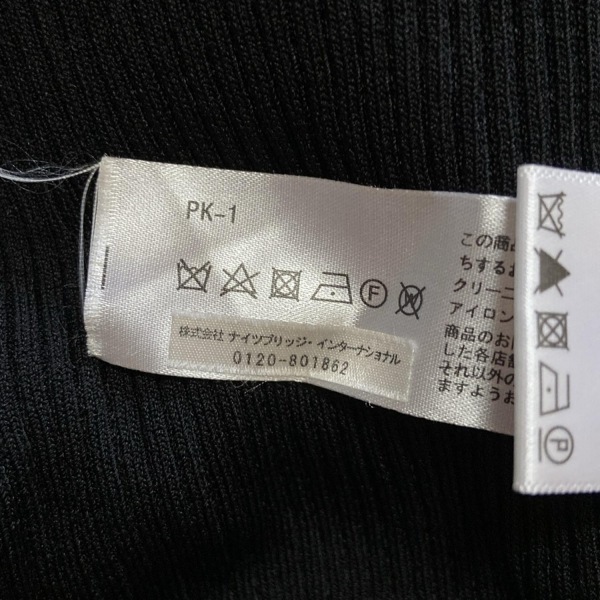 PK-1
F W
株式会社 ナイツブリッジ・インターナショナル
0120-801862
この商品
ちするお
クリーニ
アイロン
商品のお
した各店舗
それ以外の
ますようお
P